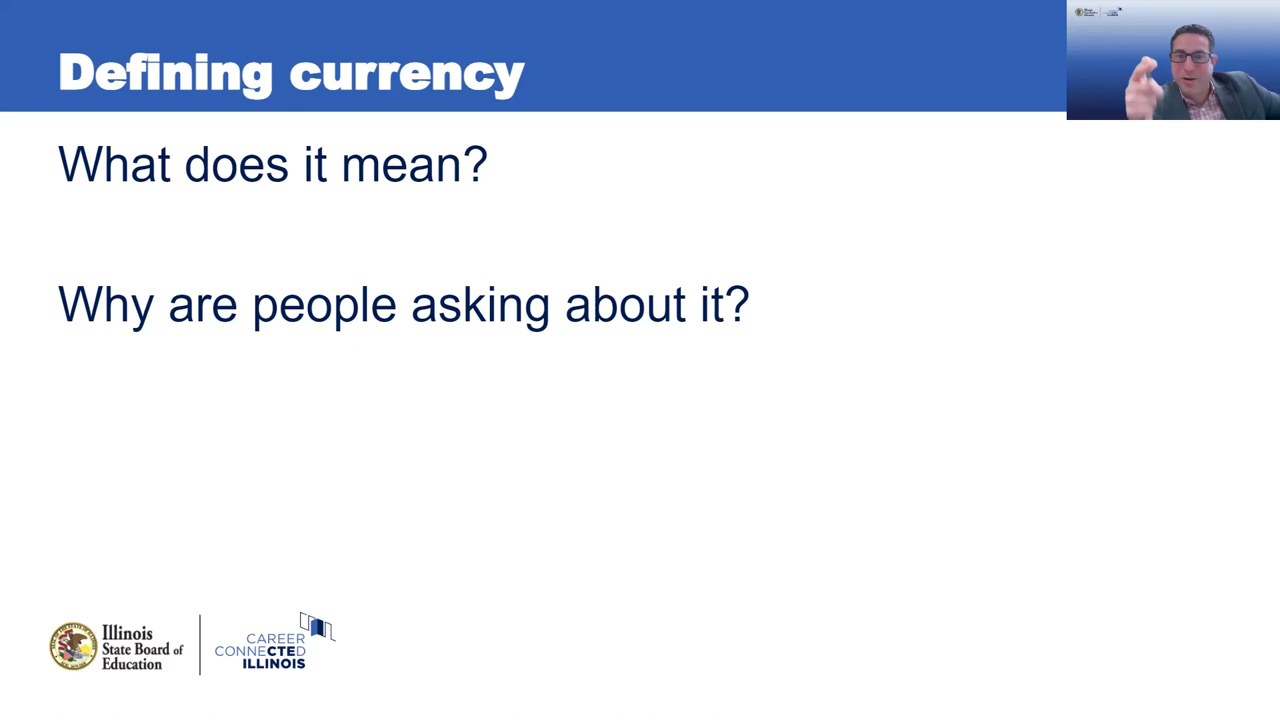 Defining currency
What does it mean?
Why are people asking about it?
Illinois
State Board of
Education
CAREER
CONNECTED
ILLINOIS